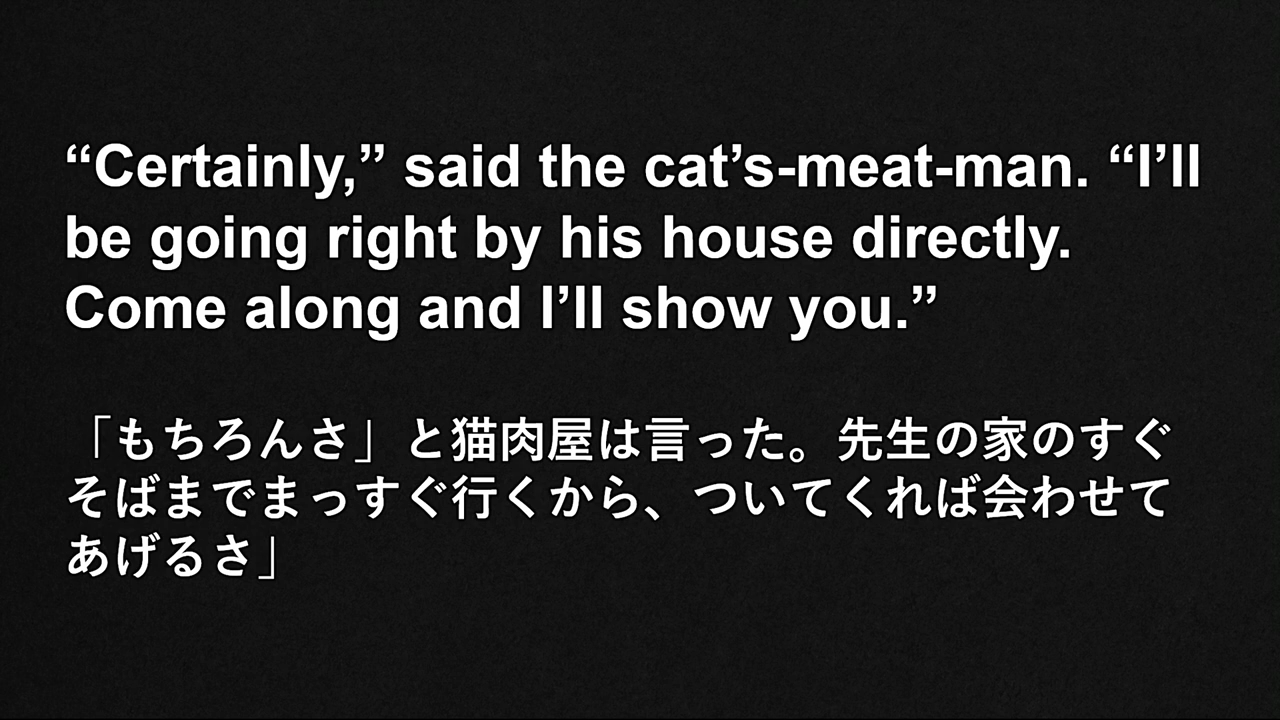 “Certainly,” said the cat’s-meat-man. “I’ll
be going right by his house directly.
Come along and I’ll show you.”
「もちろんさ」と猫肉屋は言った。先生の家のすぐ
そばまでまっすぐ行くから、ついてくれば会わせて
あげるさ」